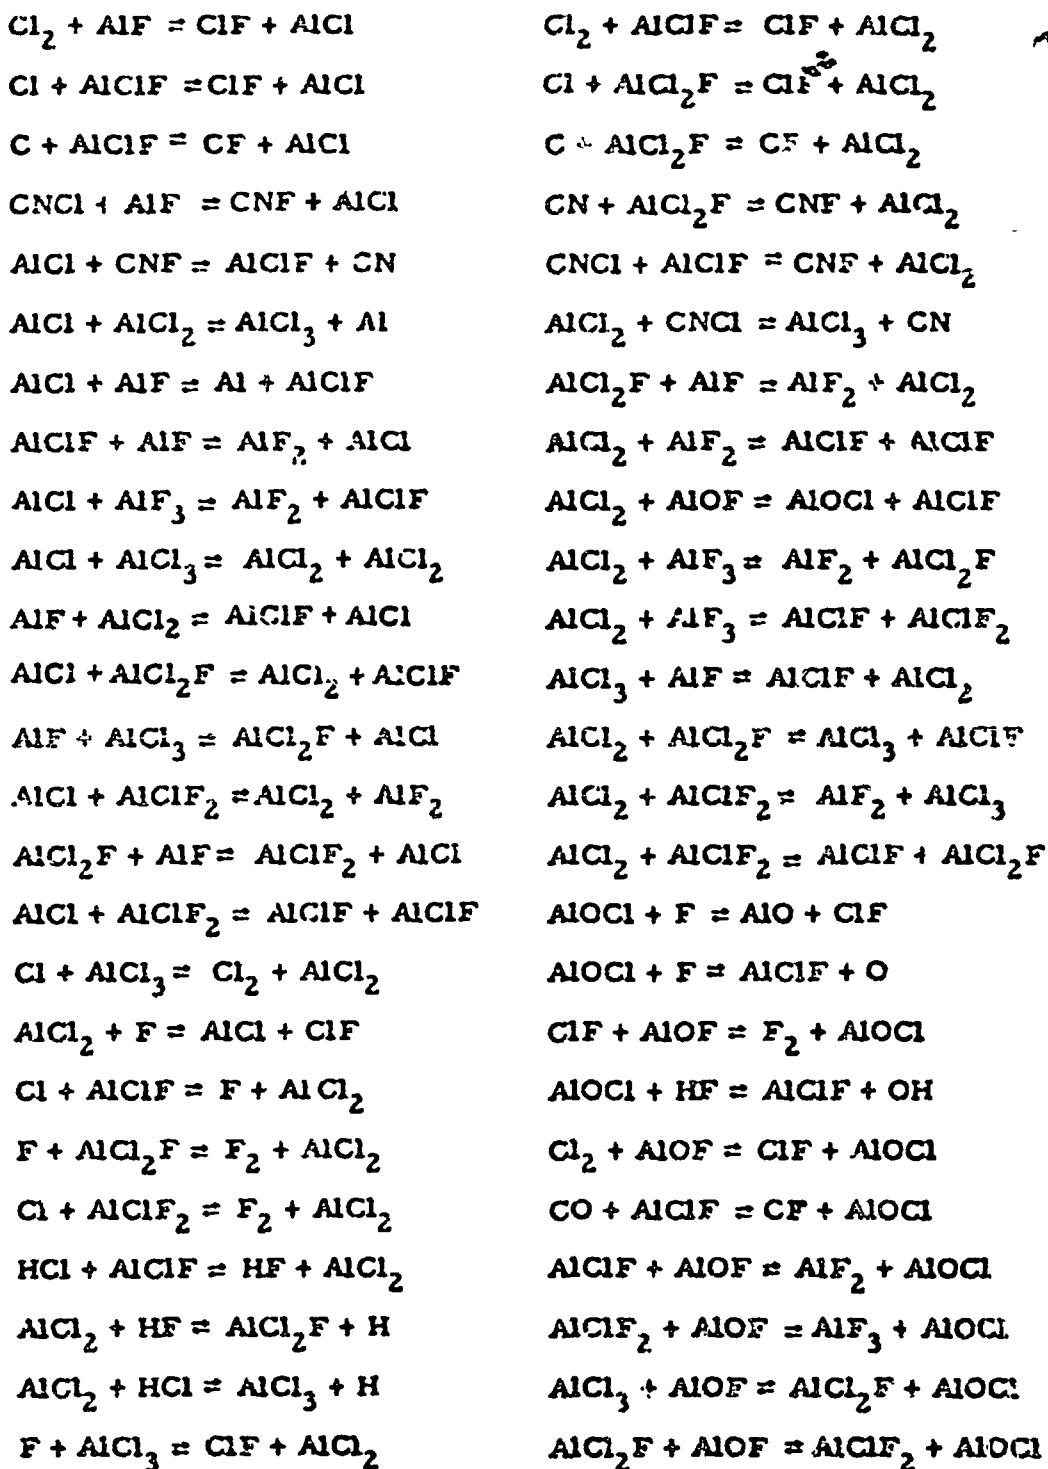 Cl₂ + AlF = ClF + AlCl
Cl + AlClF = ClF + AlCl
C + AlClF = CF + AlCl
CNCl + AlF = CNF + AlCl
AlCl + CNF = AlClF + CN
AlCl + AlCl₂ = AlCl₃ + Al
AlCl + AlF = Al + AlClF
AlClF + AlF = AlF₂ + AlCl
AlCl + AlF₃ = AlF₂ + AlClF
AlCl + AlCl₃ = AlCl₂ + AlCl₂
AlF + AlCl₂ = AlClF + AlCl
AlCl + AlCl₂F = AlCl₂ + AlClF
AlF + AlCl₃ = AlCl₂F + AlCl
AlCl + AlClF₂ = AlCl₂ + AlF₂
AlCl₂F + AlF = AlClF₂ + AlCl
AlCl + AlClF₂ = AlClF + AlClF
Cl + AlCl₃ = Cl₂ + AlCl₂
AlCl₂ + F = AlCl + ClF
Cl + AlClF = F + AlCl₂
F + AlCl₂F = F₂ + AlCl₂
Cl + AlClF₂ = F₂ + AlCl₂
HCl + AlClF = HF + AlCl₂
AlCl₂ + HF = AlCl₂F + H
AlCl₂ + HCl = AlCl₃ + H
F + AlCl₃ = ClF + AlCl₂
Cl₂ + AlClF = ClF + AlCl₂
Cl + AlCl₂F = ClF + AlCl₂
C + AlCl₂F = CF + AlCl₂
CN + AlCl₂F = CNF + AlCl₂
CNCl + AlClF = CNF + AlCl₂
AlCl₂ + CNCl = AlCl₃ + CN
AlCl₂F + AlF = AlF₂ + AlCl₂
AlCl₂ + AlF₂ = AlClF + AlClF
AlCl₂ + AlOF = AlOCl + AlClF
AlCl₂ + AlF₃ = AlF₂ + AlCl₂F
AlCl₂ + AlF₃ = AlClF + AlClF₂
AlCl₃ + AlF = AlClF + AlCl₂
AlCl₂ + AlCl₂F = AlCl₃ + AlClF
AlCl₂ + AlClF₂ = AlF₂ + AlCl₃
AlCl₂ + AlClF₂ = AlClF + AlCl₂F
AlOCl + F = AlO + ClF
AlOCl + F = AlClF + O
ClF + AlOF = F₂ + AlOCl
AlOCl + HF = AlClF + OH
Cl₂ + AlOF = ClF + AlOCl
CO + AlClF = CF + AlOCl
AlClF + AlOF = AlF₂ + AlOCl
AlClF₂ + AlOF = AlF₃ + AlOCl
AlCl₃ + AlOF = AlCl₂F + AlOCl
AlCl₂F + AlOF = AlClF₂ + AlOCl